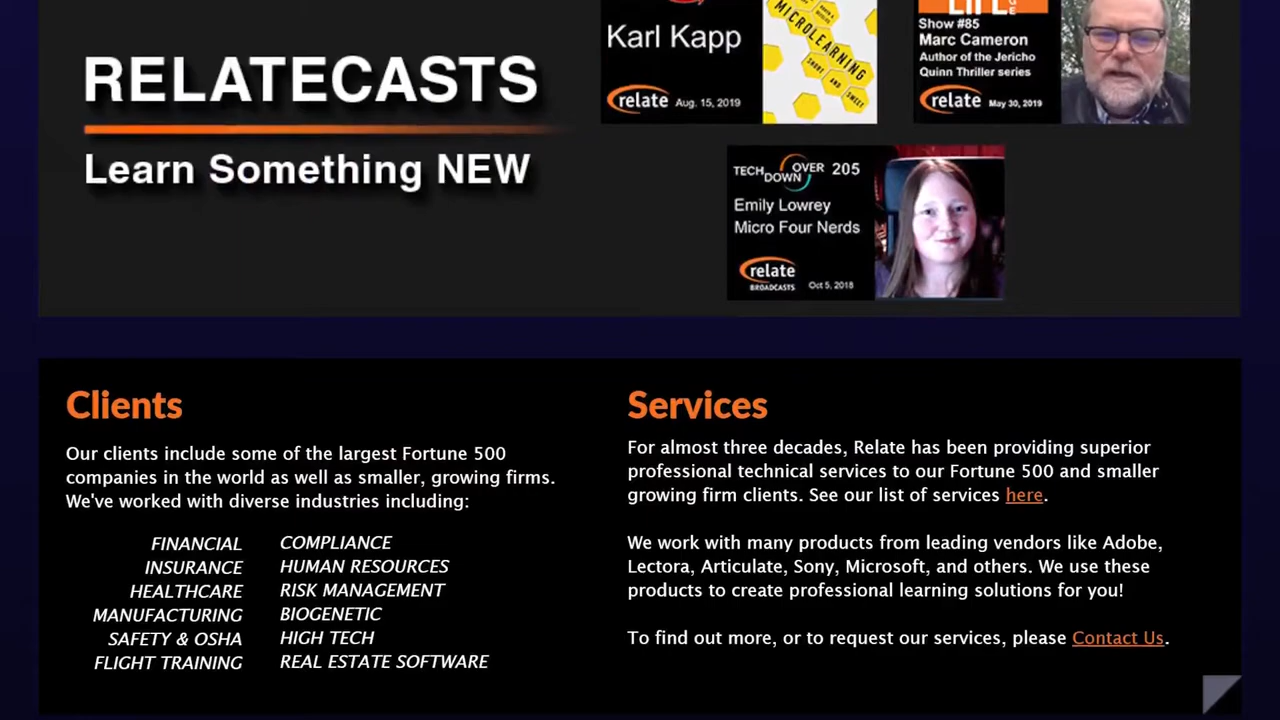 RELATECASTS
Learn Something NEW
Karl Kapp
relate Aug. 15, 2019
MICROLEARNING
SHORT AND SWEET
LIFE
Show #85
Marc Cameron
Author of the Jericho
Quinn Thriller series
relate May 30, 2019
TECH DOWN OVER 205
Emily Lowrey
Micro Four Nerds
relate
BROADCASTS Oct 5, 2018
Clients
Our clients include some of the largest Fortune 500
companies in the world as well as smaller, growing firms.
We've worked with diverse industries including:
FINANCIAL COMPLIANCE
INSURANCE HUMAN RESOURCES
HEALTHCARE RISK MANAGEMENT
MANUFACTURING BIOGENETIC
SAFETY & OSHA HIGH TECH
FLIGHT TRAINING REAL ESTATE SOFTWARE
Services
For almost three decades, Relate has been providing superior
professional technical services to our Fortune 500 and smaller
growing firm clients. See our list of services here.
We work with many products from leading vendors like Adobe,
Lectora, Articulate, Sony, Microsoft, and others. We use these
products to create professional learning solutions for you!
To find out more, or to request our services, please Contact Us.